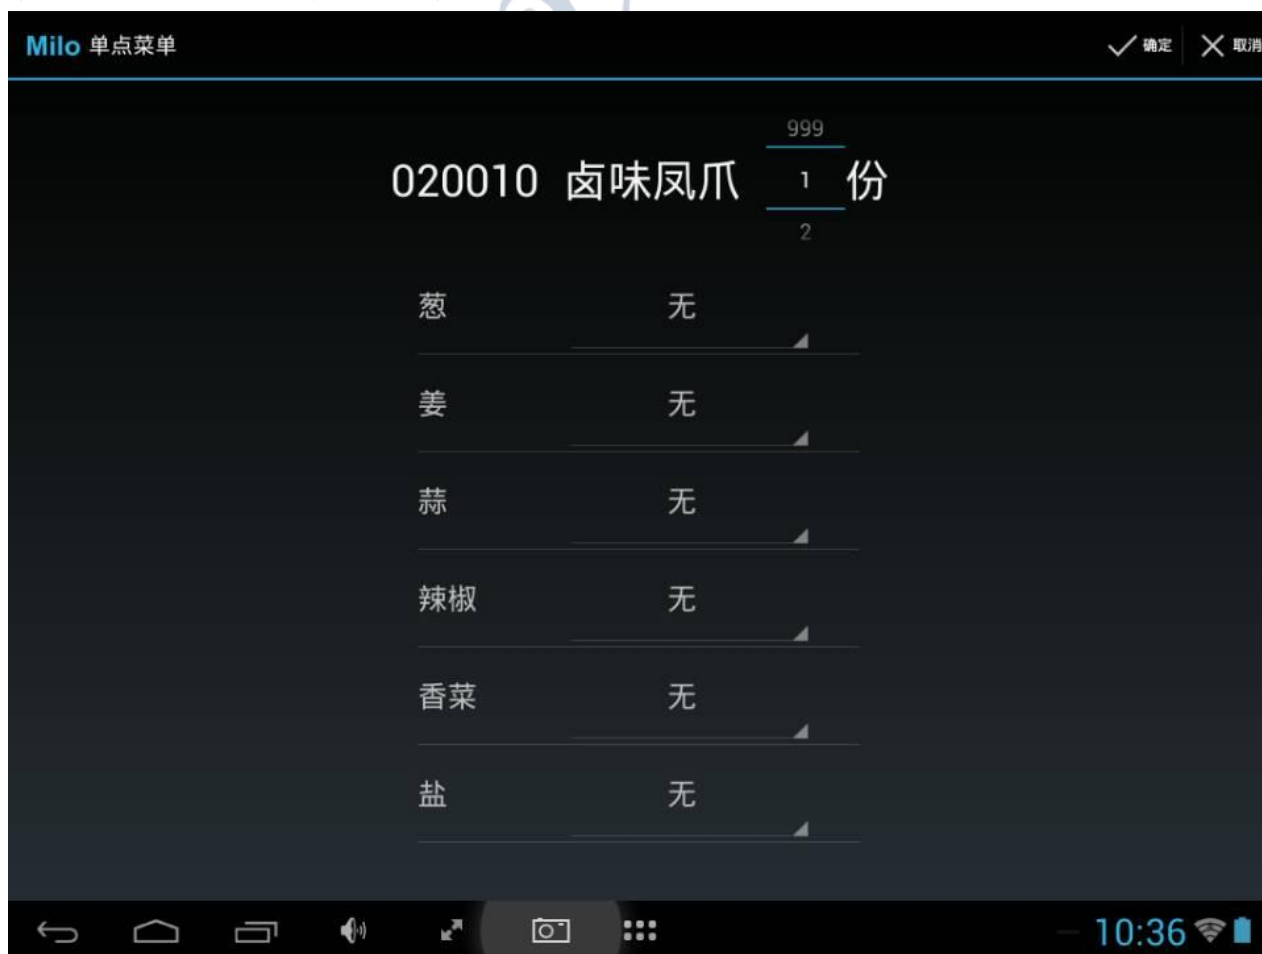 Milo 单点菜单 确定 取消
999
020010 卤味凤爪 1 份
2
葱 无
姜 无
蒜 无
辣椒 无
香菜 无
盐 无
10:36